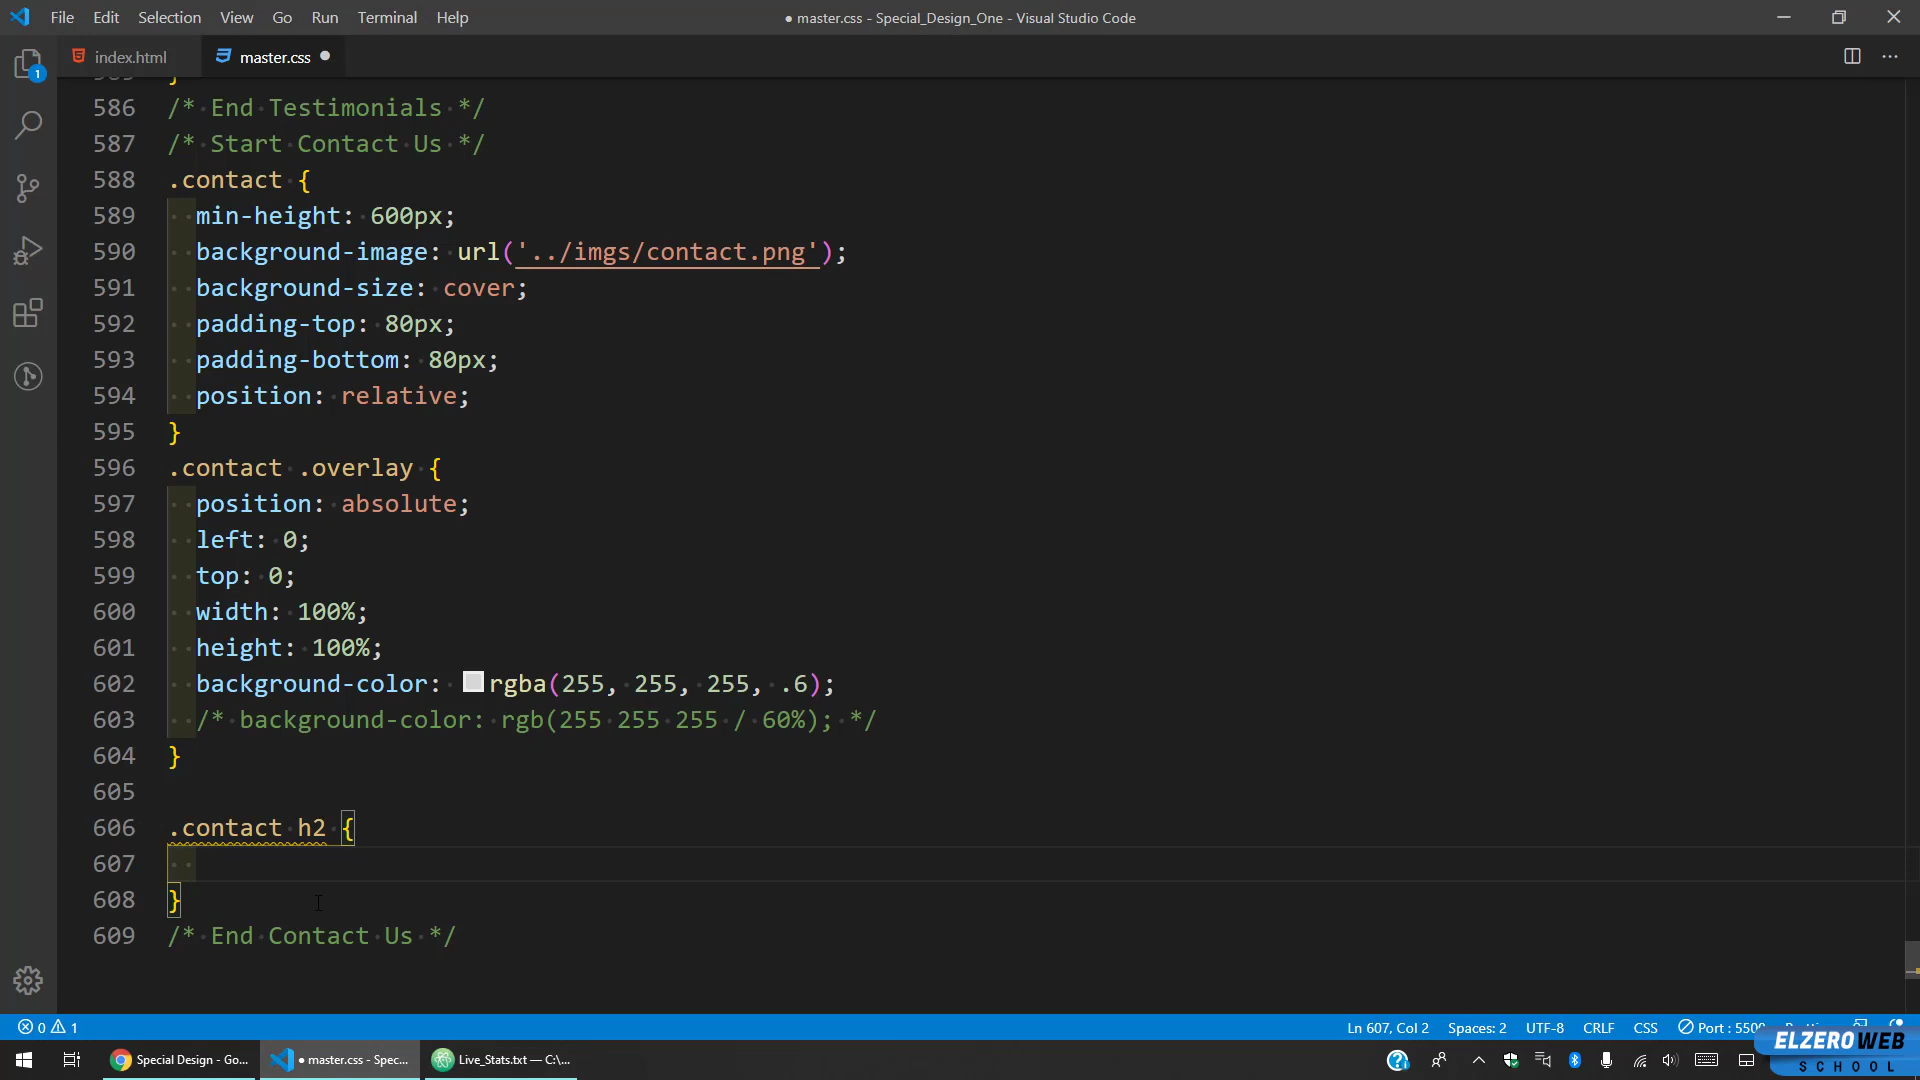 File Edit Selection View Go Run Terminal Help
● master.css - Special_Design_One - Visual Studio Code
1
index.html
master.css
586 /* End Testimonials */
587 /* Start Contact Us */
588 .contact {
589 min-height: 600px;
590 background-image: url('../imgs/contact.png');
591 background-size: cover;
592 padding-top: 80px;
593 padding-bottom: 80px;
594 position: relative;
595 }
596 .contact .overlay {
597 position: absolute;
598 left: 0;
599 top: 0;
600 width: 100%;
601 height: 100%;
602 background-color: rgba(255, 255, 255, .6);
603 /* background-color: rgb(255 255 255 / 60%); */
604 }
605
606 .contact h2 {
607
608 }
609 /* End Contact Us */
0 1 Ln 607, Col 2 Spaces: 2 UTF-8 CRLF CSS Port : 5500
Special Design - Go...
● master.css - Spec...
Live_Stats.txt — C:\...
ELZEROWEB
SCHOOL